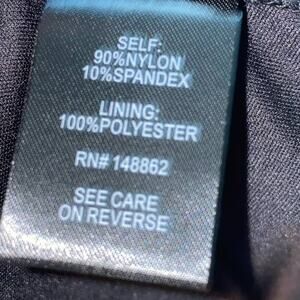 SELF:
90%NYLON
10%SPANDEX
LINING:
100%POLYESTER
RN# 148862
SEE CARE
ON REVERSE